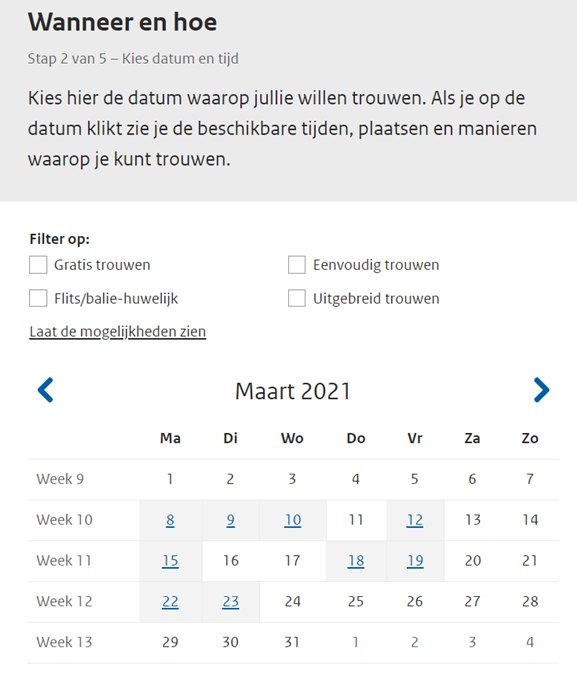 Wanneer en hoe
Stap 2 van 5 – Kies datum en tijd
Kies hier de datum waarop jullie willen trouwen. Als je op de
datum klikt zie je de beschikbare tijden, plaatsen en manieren
waarop je kunt trouwen.
Filter op:
Gratis trouwen Eenvoudig trouwen
Flits/balie-huwelijk Uitgebreid trouwen
Laat de mogelijkheden zien
Maart 2021
Ma Di Wo Do Vr Za Zo
Week 9 1 2 3 4 5 6 7
Week 10 8 9 10 11 12 13 14
Week 11 15 16 17 18 19 20 21
Week 12 22 23 24 25 26 27 28
Week 13 29 30 31 1 2 3 4